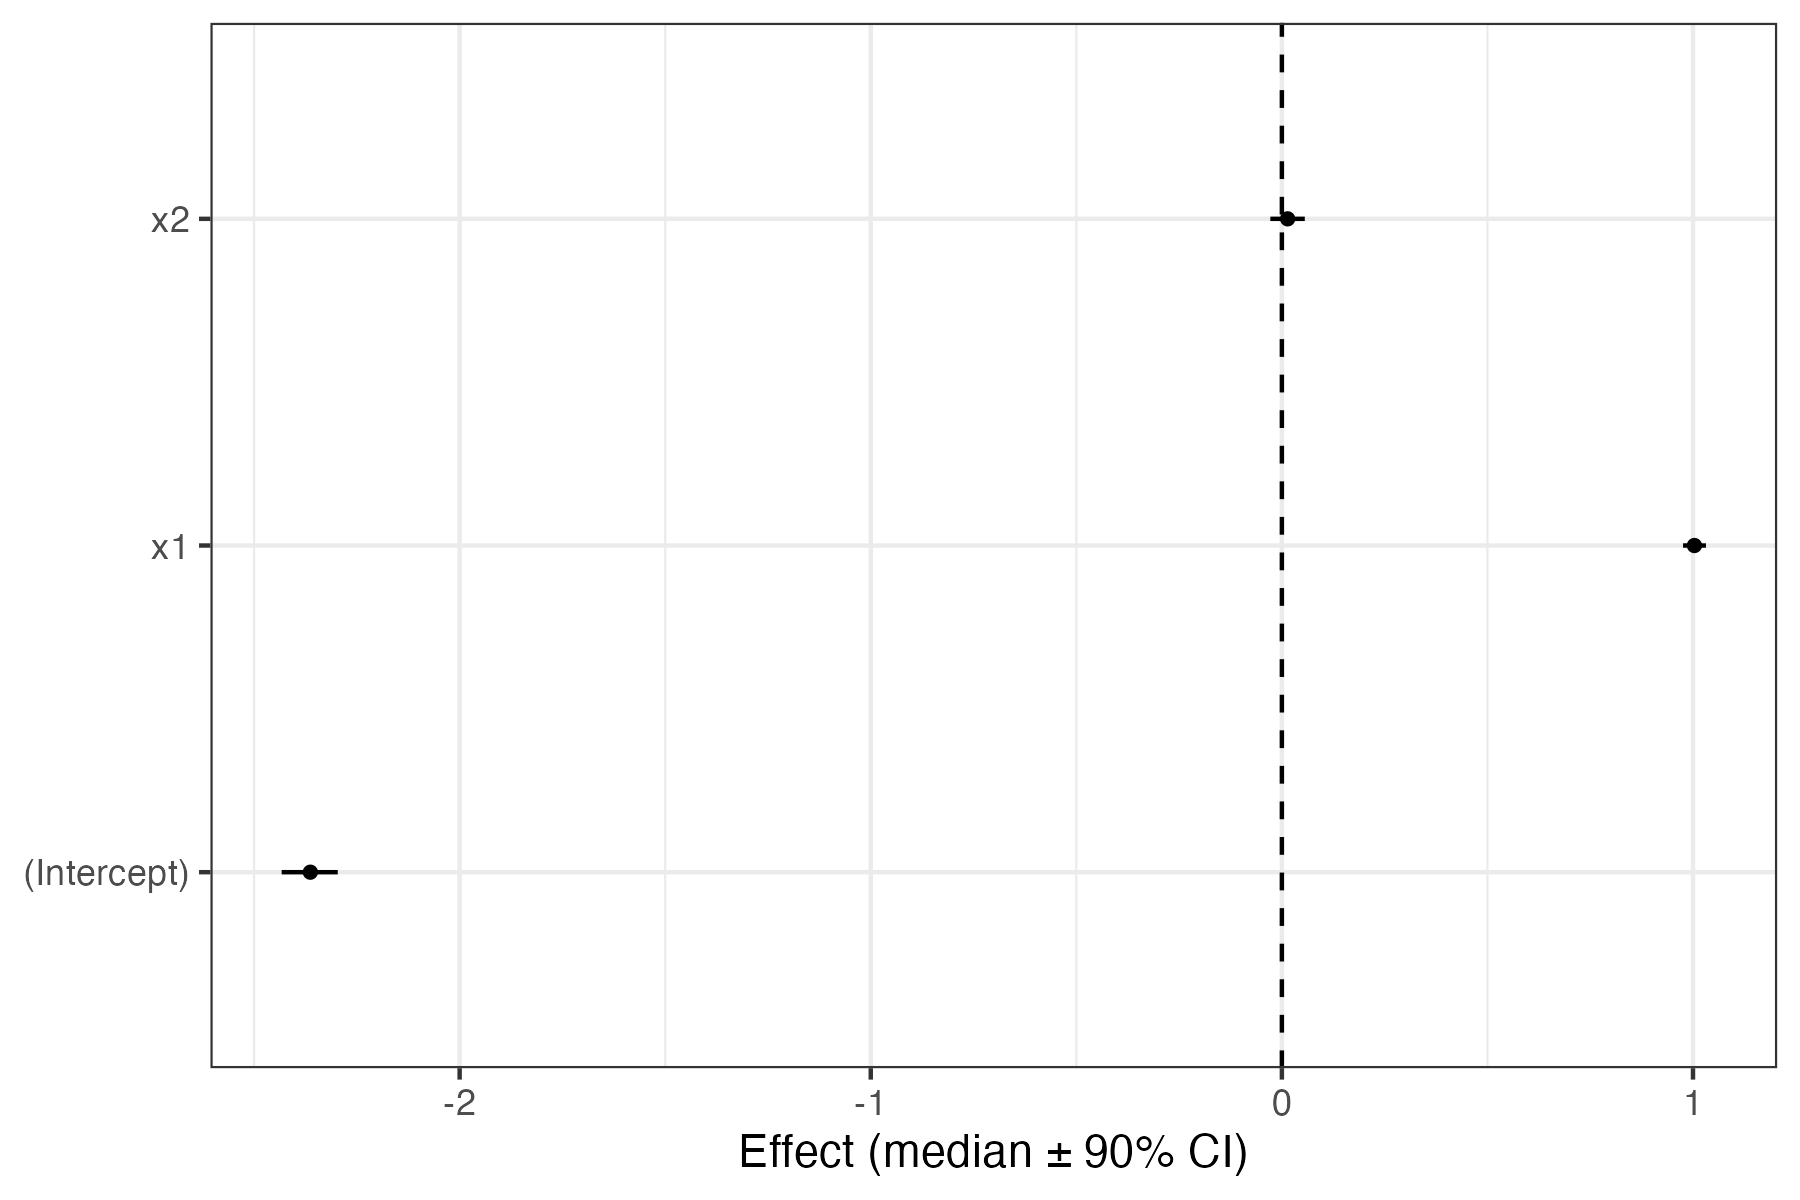 x2
x1
(Intercept)
-2 -1 0 1
Effect (median ± 90% CI)